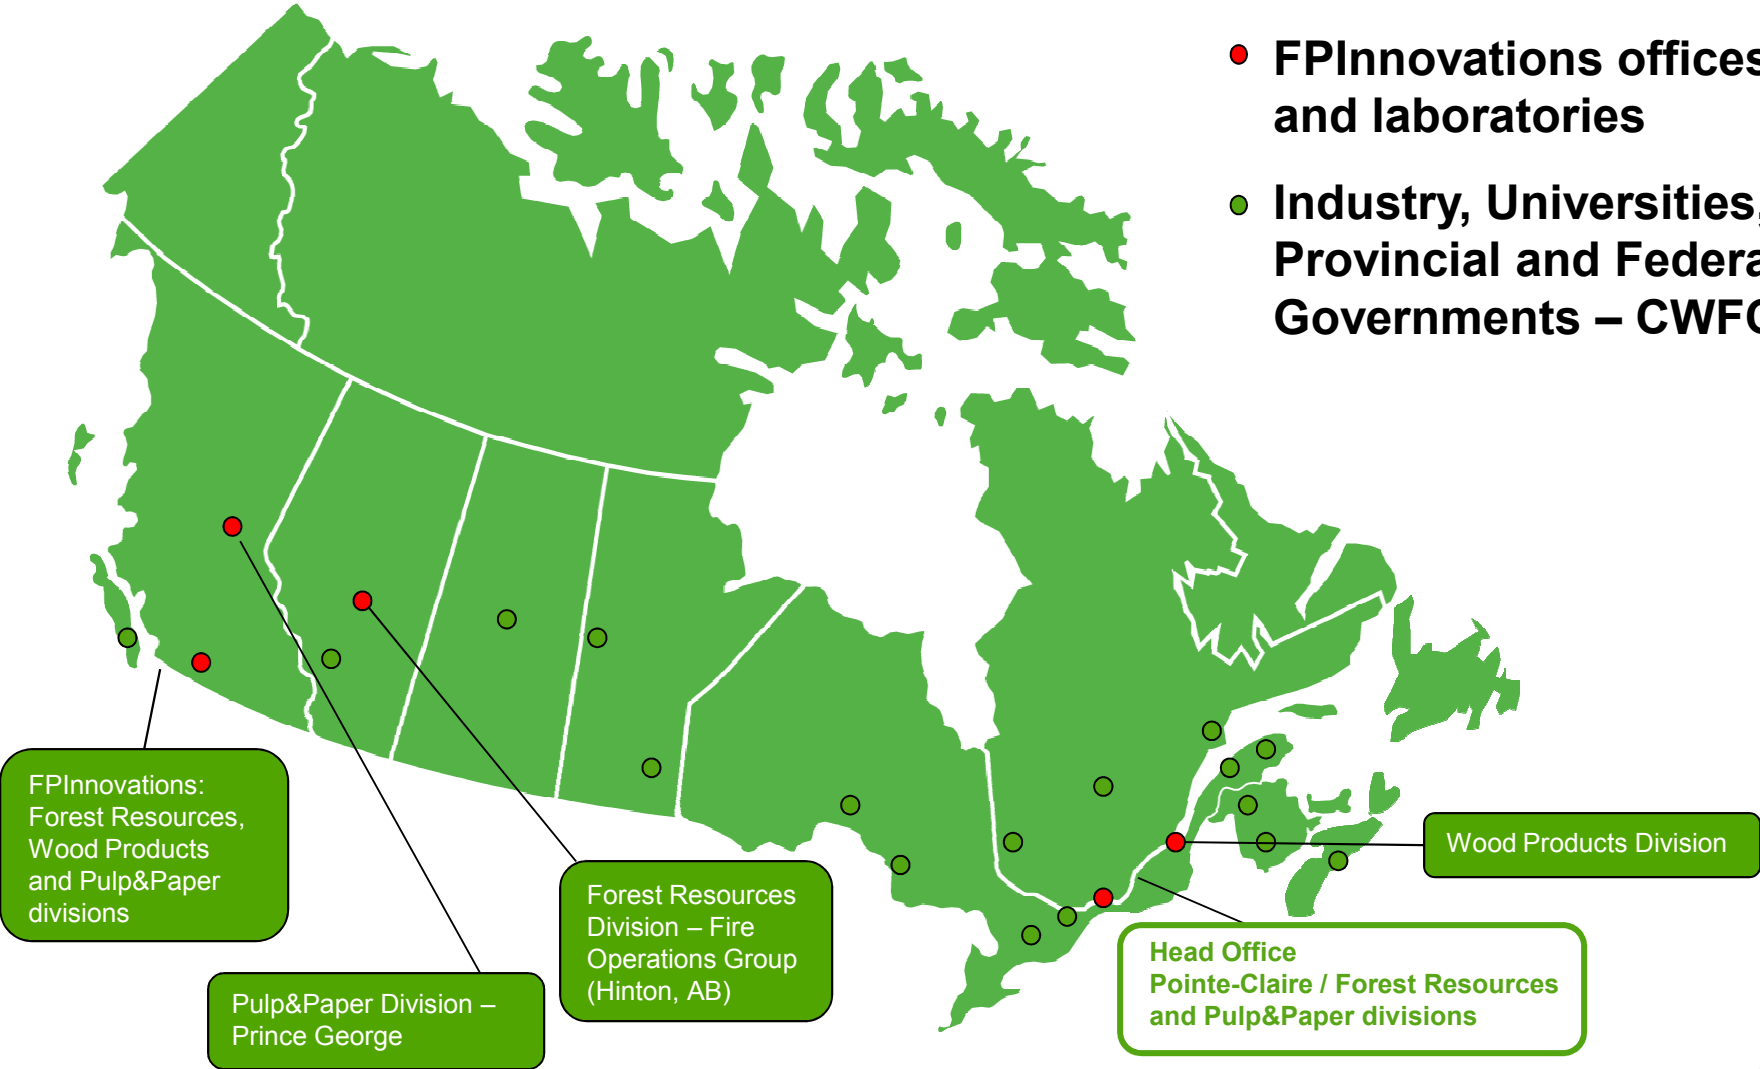 FPInnovations offices
and laboratories
Industry, Universities,
Provincial and Federa
Governments – CWFC
FPInnovations:
Forest Resources,
Wood Products
and Pulp&Paper
divisions
Pulp&Paper Division –
Prince George
Forest Resources
Division – Fire
Operations Group
(Hinton, AB)
Wood Products Division
Head Office
Pointe-Claire / Forest Resources
and Pulp&Paper divisions